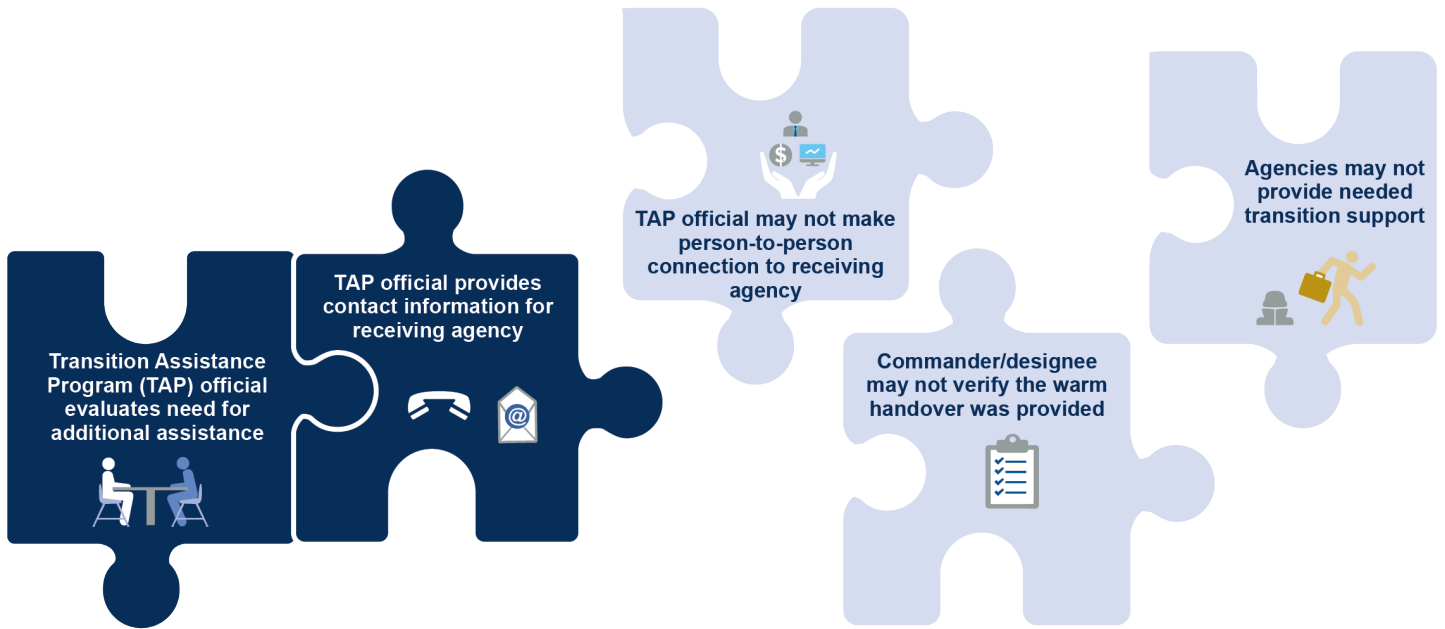 Transition Assistance
Program (TAP) official
evaluates need for
additional assistance
TAP official provides
contact information for
receiving agency
@
TAP official may not make
person-to-person
connection to receiving
agency
$
Commander/designee
may not verify the warm
handover was provided
Agencies may not
provide needed
transition support